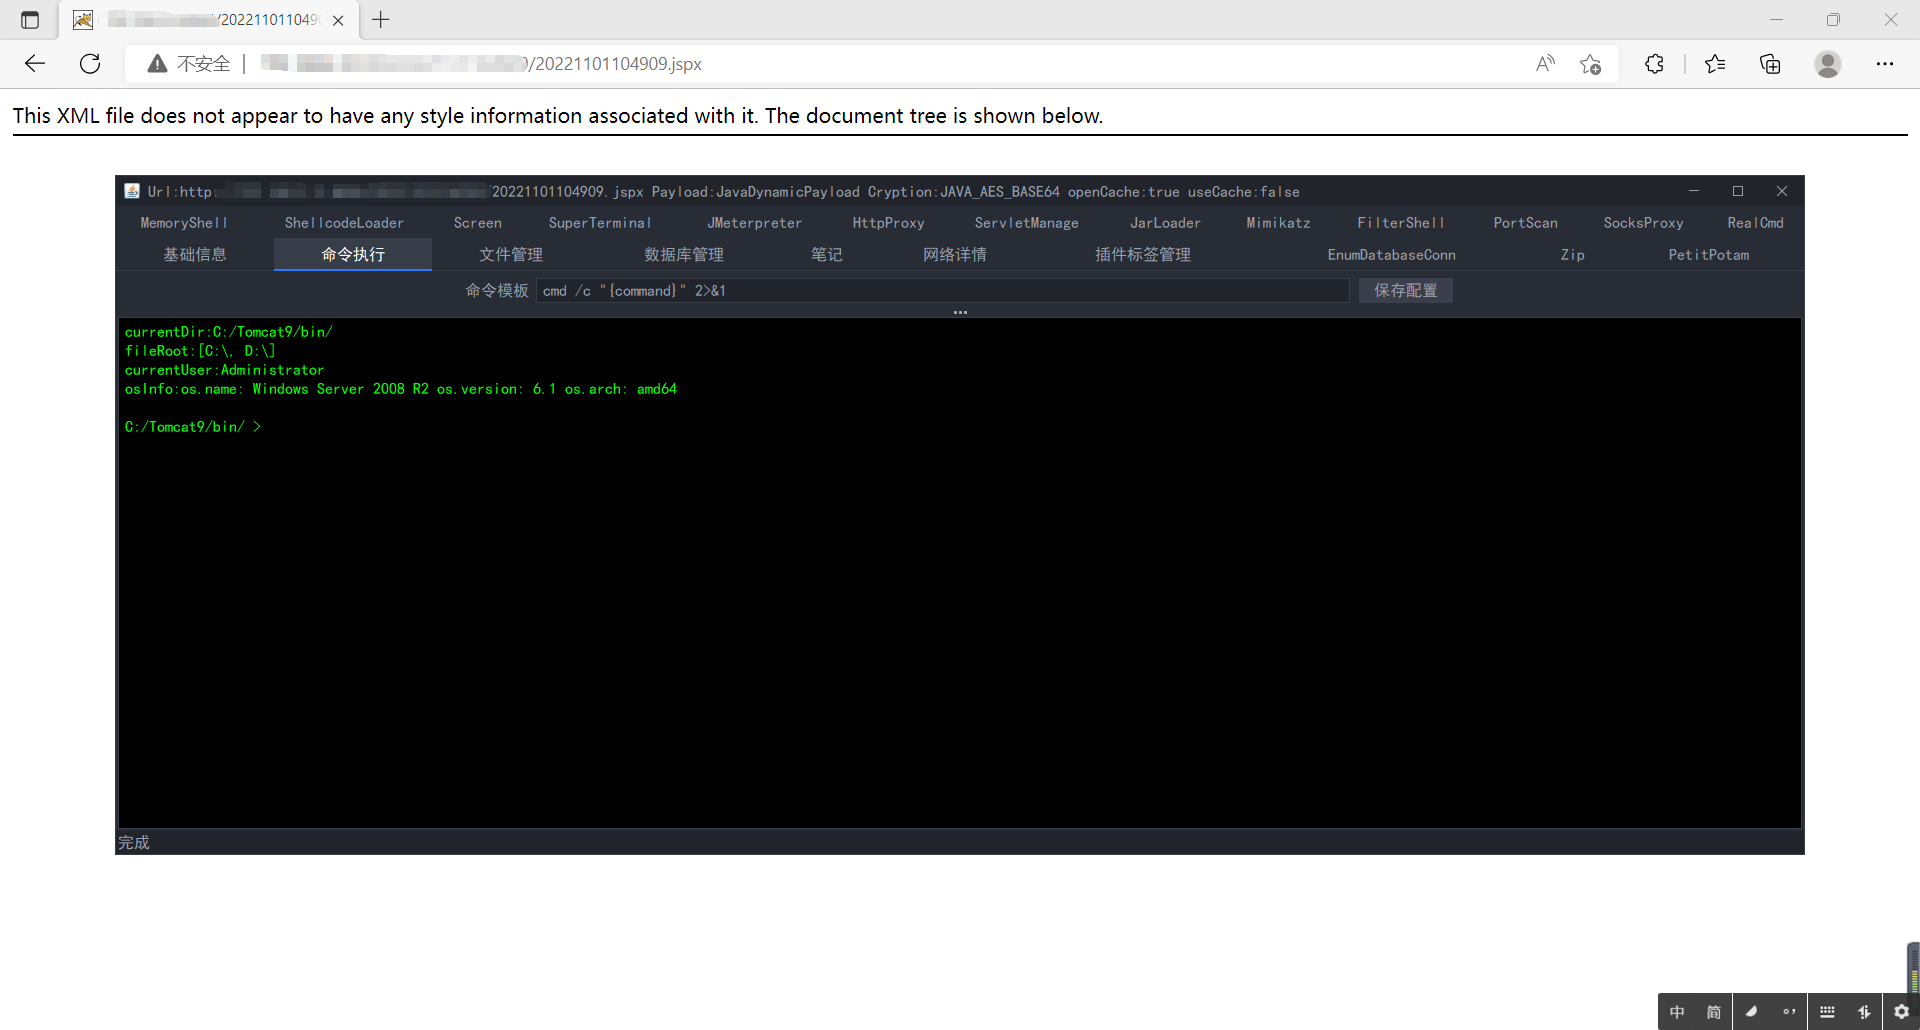 /2022110110490
不安全 /20221101104909.jspx
This XML file does not appear to have any style information associated with it. The document tree is shown below.
Url:http: /20221101104909.jspx Payload:JavaDynamicPayload Cryption:JAVA_AES_BASE64 openCache:true useCache:false
MemoryShell ShellcodeLoader Screen SuperTerminal JMeterpreter HttpProxy ServletManage JarLoader Mimikatz FilterShell PortScan SocksProxy RealCmd
基础信息 命令执行 文件管理 数据库管理 笔记 网络详情 插件标签管理 EnumDatabaseConn Zip PetitPotam
命令模板 cmd /c "{command}" 2>&1 保存配置
currentDir:C:/Tomcat9/bin/
fileRoot:[C:\, D:\]
currentUser:Administrator
osInfo:os.name: Windows Server 2008 R2 os.version: 6.1 os.arch: amd64
C:/Tomcat9/bin/ >
完成
中 简